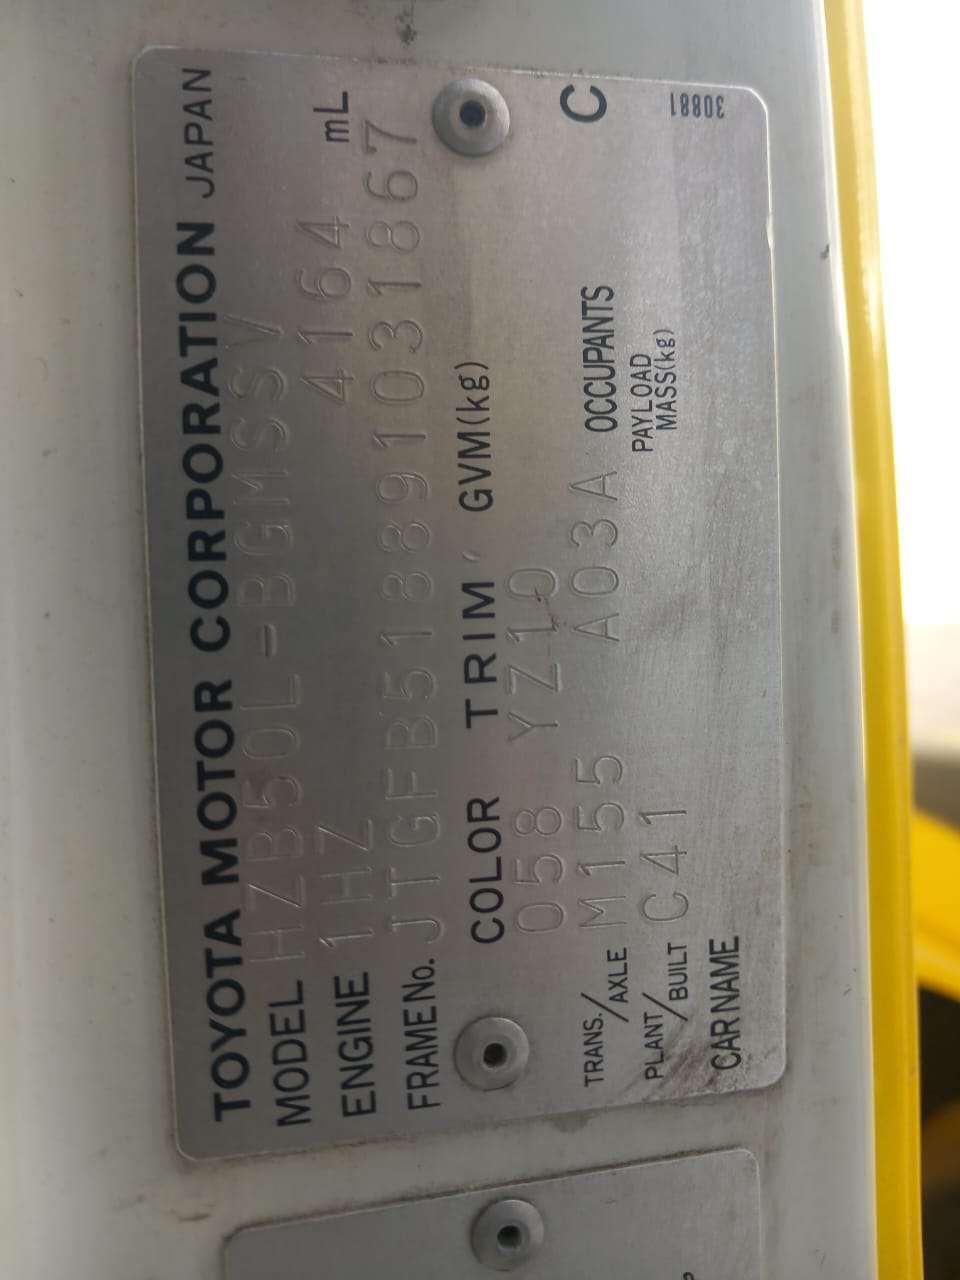 TOYOTA MOTOR CORPORATION JAPAN
MODEL HZB50L-BGMSSV
ENGINE 1HZ 4164 mL
FRAME No. JTGFB518891031867
COLOR TRIM GVM(kg)
058 YZ10
TRANS./AXLE M155 A03A OCCUPANTS C
PLANT/BUILT C41 PAYLOAD MASS(kg)
CAR NAME 30881